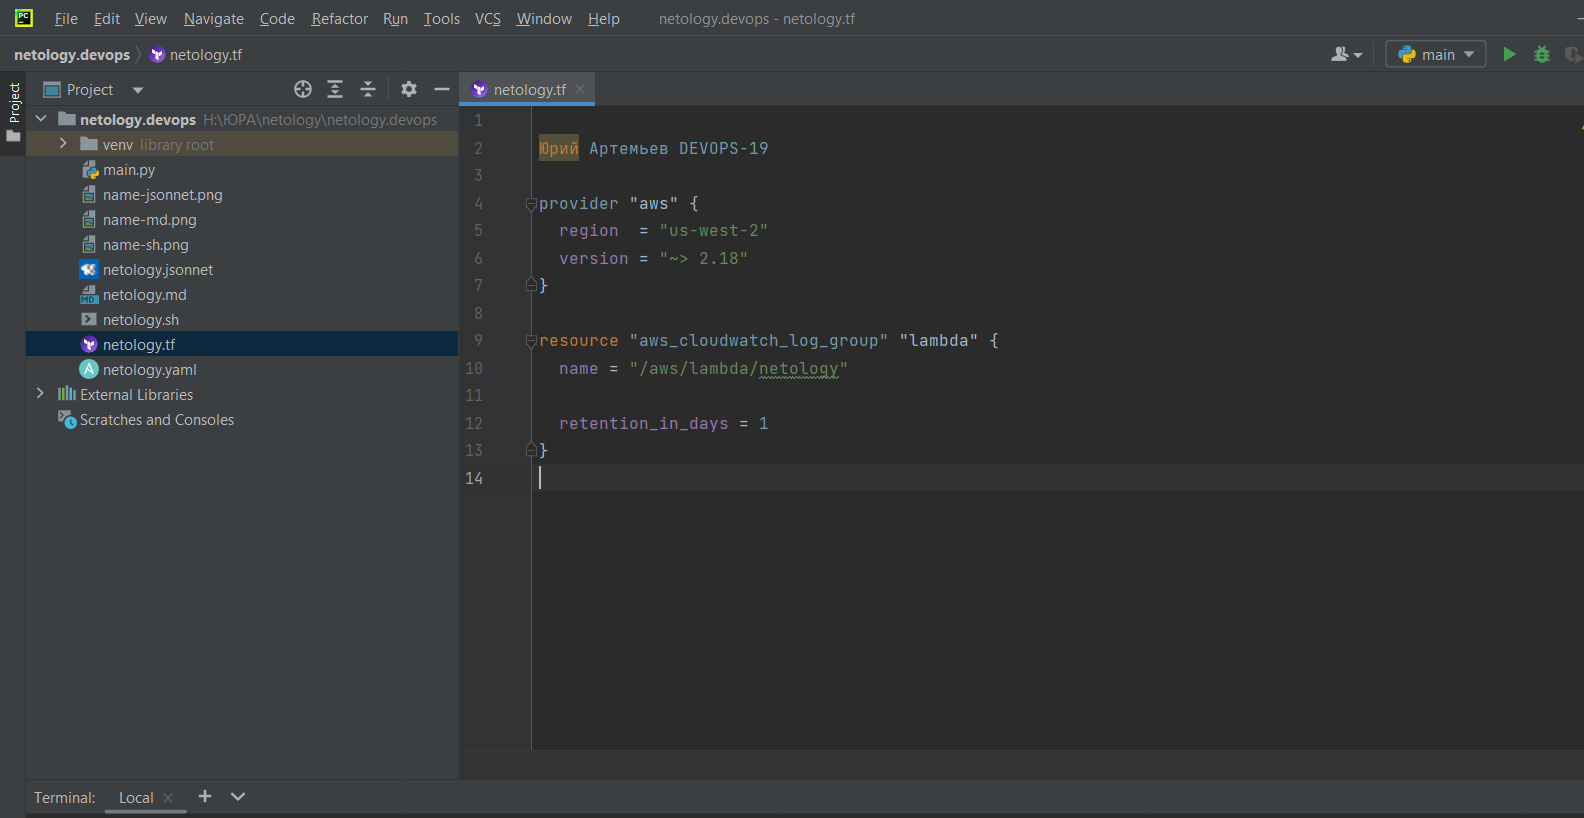 PC
File Edit View Navigate Code Refactor Run Tools VCS Window Help netology.devops - netology.tf
netology.devops netology.tf
main
Project
Project
netology.tf
netology.devops H:\ЮРА\netology\netology.devops
venv library root
main.py
name-jsonnet.png
name-md.png
name-sh.png
netology.jsonnet
MD netology.md
netology.sh
netology.tf
A netology.yaml
External Libraries
Scratches and Consoles
1
2 Юрий Артемьев DEVOPS-19
3
4 provider "aws" {
5   region  = "us-west-2"
6   version = "~> 2.18"
7 }
8
9 resource "aws_cloudwatch_log_group" "lambda" {
10   name = "/aws/lambda/netology"
11
12   retention_in_days = 1
13 }
14
Terminal: Local